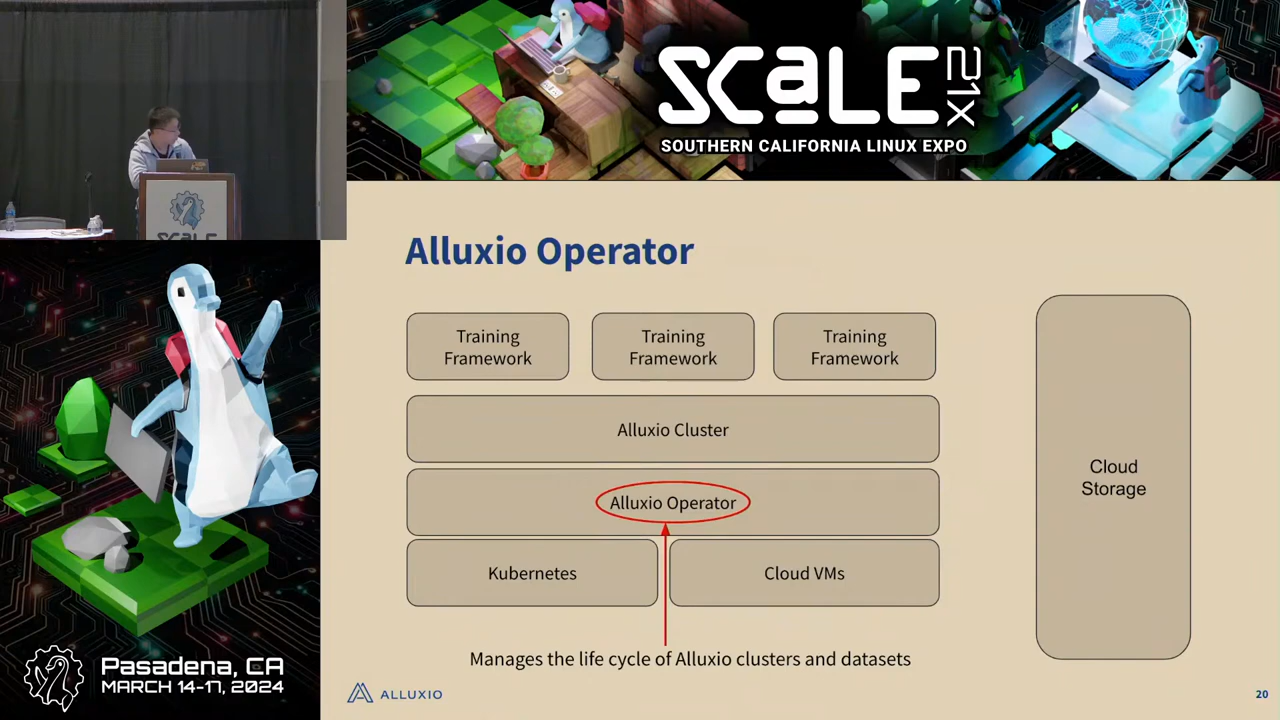 SCaLE 21x
SOUTHERN CALIFORNIA LINUX EXPO
SCaLE
Alluxio Operator
Training
Framework
Training
Framework
Training
Framework
Alluxio Cluster
Alluxio Operator
Kubernetes
Cloud VMs
Cloud
Storage
Manages the life cycle of Alluxio clusters and datasets
ALLUXIO
20
Pasadena, CA
MARCH 14-17, 2024